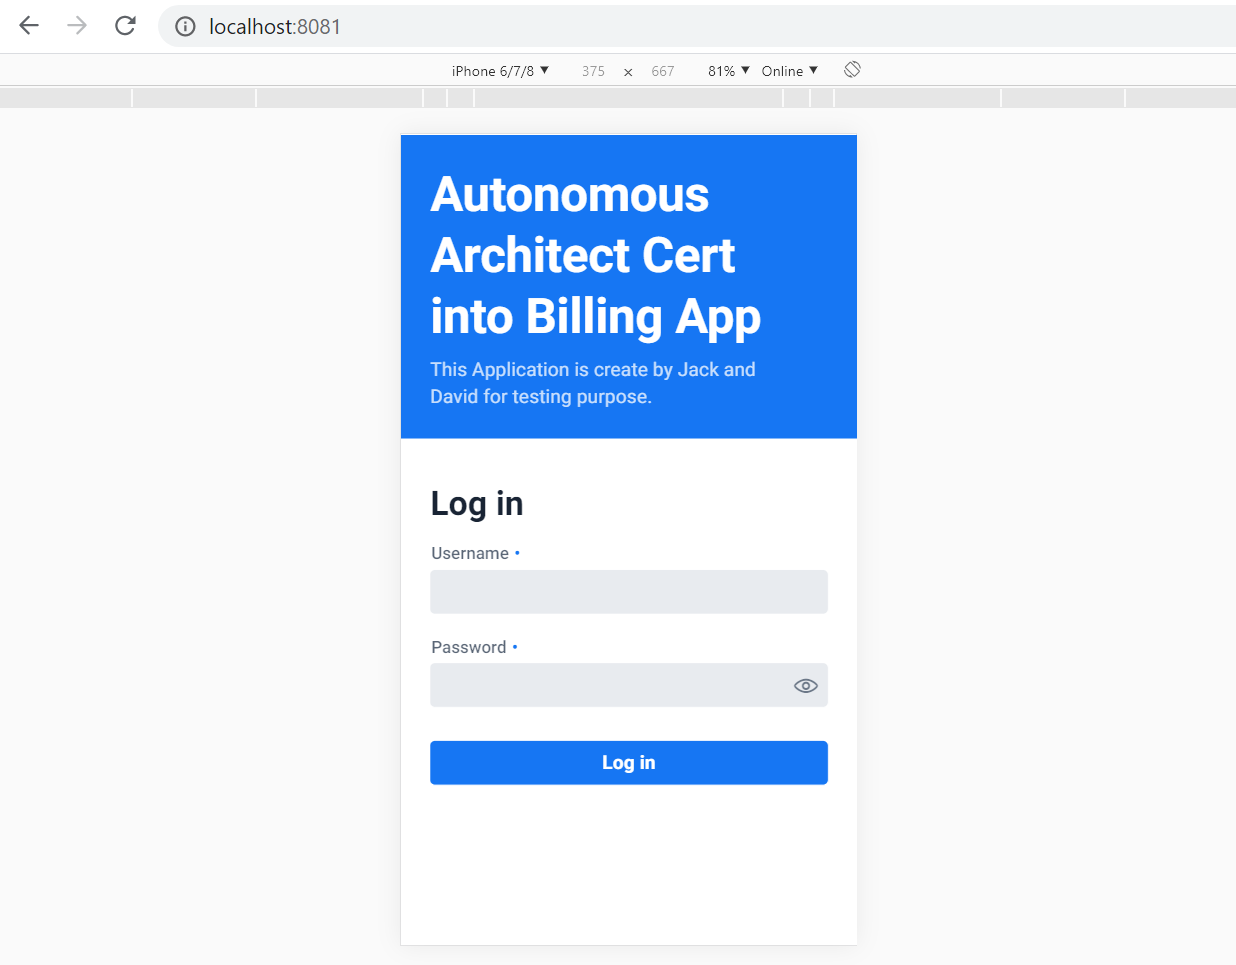 localhost:8081
iPhone 6/7/8 ▼ 375 × 667 81% ▼ Online ▼
Autonomous
Architect Cert
into Billing App
This Application is create by Jack and
David for testing purpose.
Log in
Username •
Password •
Log in